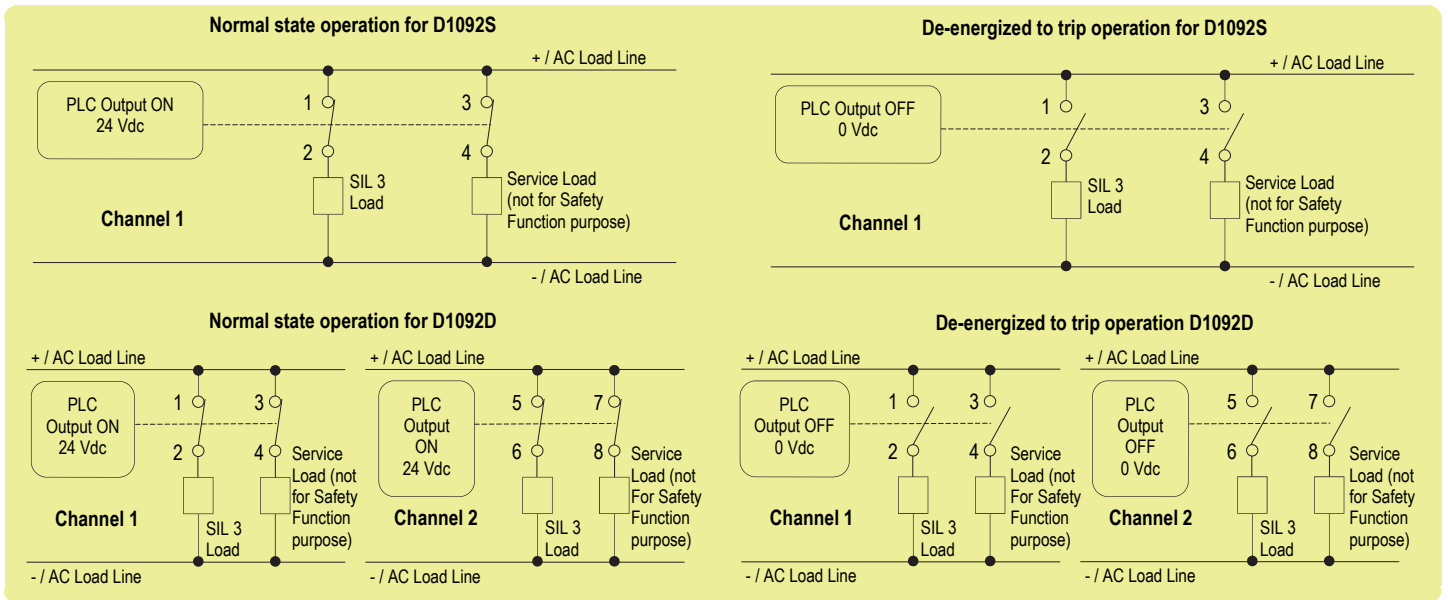 Normal state operation for D1092S
+ / AC Load Line
PLC Output ON
24 Vdc
1
3
2
4
SIL 3
Load
Service Load
(not for Safety
Function purpose)
Channel 1
- / AC Load Line
De-energized to trip operation for D1092S
+ / AC Load Line
PLC Output OFF
0 Vdc
1
3
2
4
SIL 3
Load
Service Load
(not for Safety
Function purpose)
Channel 1
- / AC Load Line
Normal state operation for D1092D
+ / AC Load Line
PLC
Output ON
24 Vdc
1
3
2
4
Service
Load (not
for Safety
Function
purpose)
Channel 1
SIL 3
Load
- / AC Load Line
+ / AC Load Line
PLC
Output
ON
24 Vdc
5
7
6
8
Service
Load (not
For Safety
Function
purpose)
Channel 2
SIL 3
Load
- / AC Load Line
De-energized to trip operation D1092D
+ / AC Load Line
PLC
Output OFF
0 Vdc
1
3
2
4
Service
Load (not
For Safety
Function
purpose)
Channel 1
SIL 3
Load
- / AC Load Line
+ / AC Load Line
PLC
Output
OFF
0 Vdc
5
7
6
8
Service
Load (not
for Safety
Function
purpose)
Channel 2
SIL 3
Load
- / AC Load Line